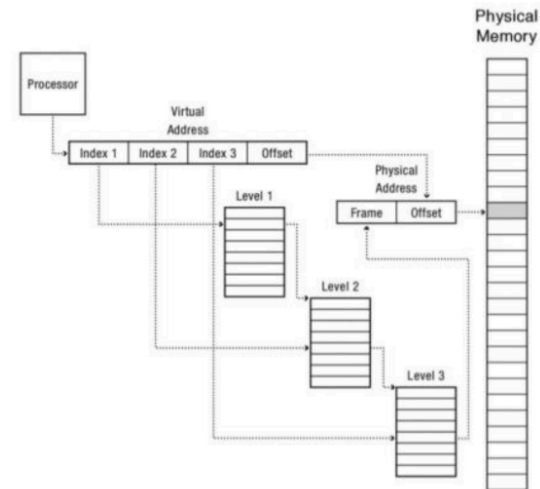 Physical
Memory
Processor
Virtual
Address
Index 1 Index 2 Index 3 Offset
Physical
Address
Frame Offset
Level 1
Level 2
Level 3